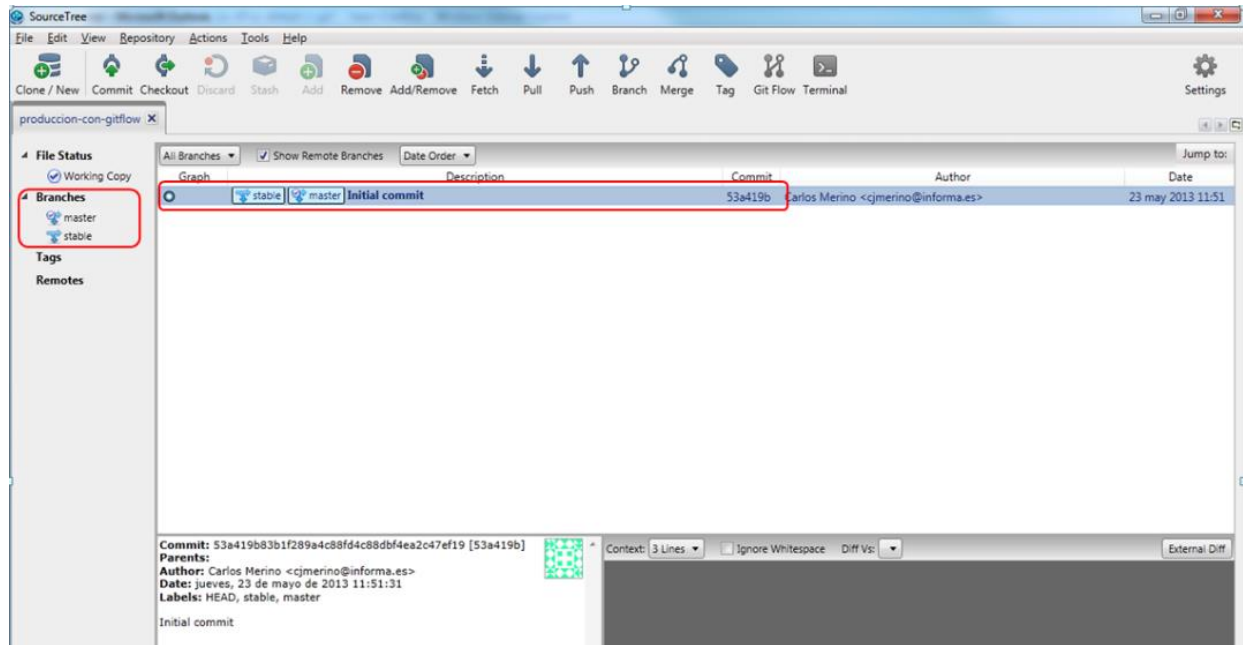 SourceTree
File Edit View Repository Actions Tools Help
Clone / New Commit Checkout Discard Stash Add Remove Add/Remove Fetch Pull Push Branch Merge Tag Git Flow Terminal Settings
produccion-con-gitflow
File Status
Working Copy
Branches
master
stable
Tags
Remotes
All Branches Show Remote Branches Date Order Jump to:
Graph Description Commit Author Date
stable master Initial commit 53a419b Carlos Merino <cjmerino@informa.es> 23 may 2013 11:51
Commit: 53a419b83b1f289a4c88fd4c88dbf4ea2c47ef19 [53a419b]
Parents:
Author: Carlos Merino <cjmerino@informa.es>
Date: jueves, 23 de mayo de 2013 11:51:31
Labels: HEAD, stable, master
Initial commit
Context: 3 Lines Ignore Whitespace Diff Vs: External Diff